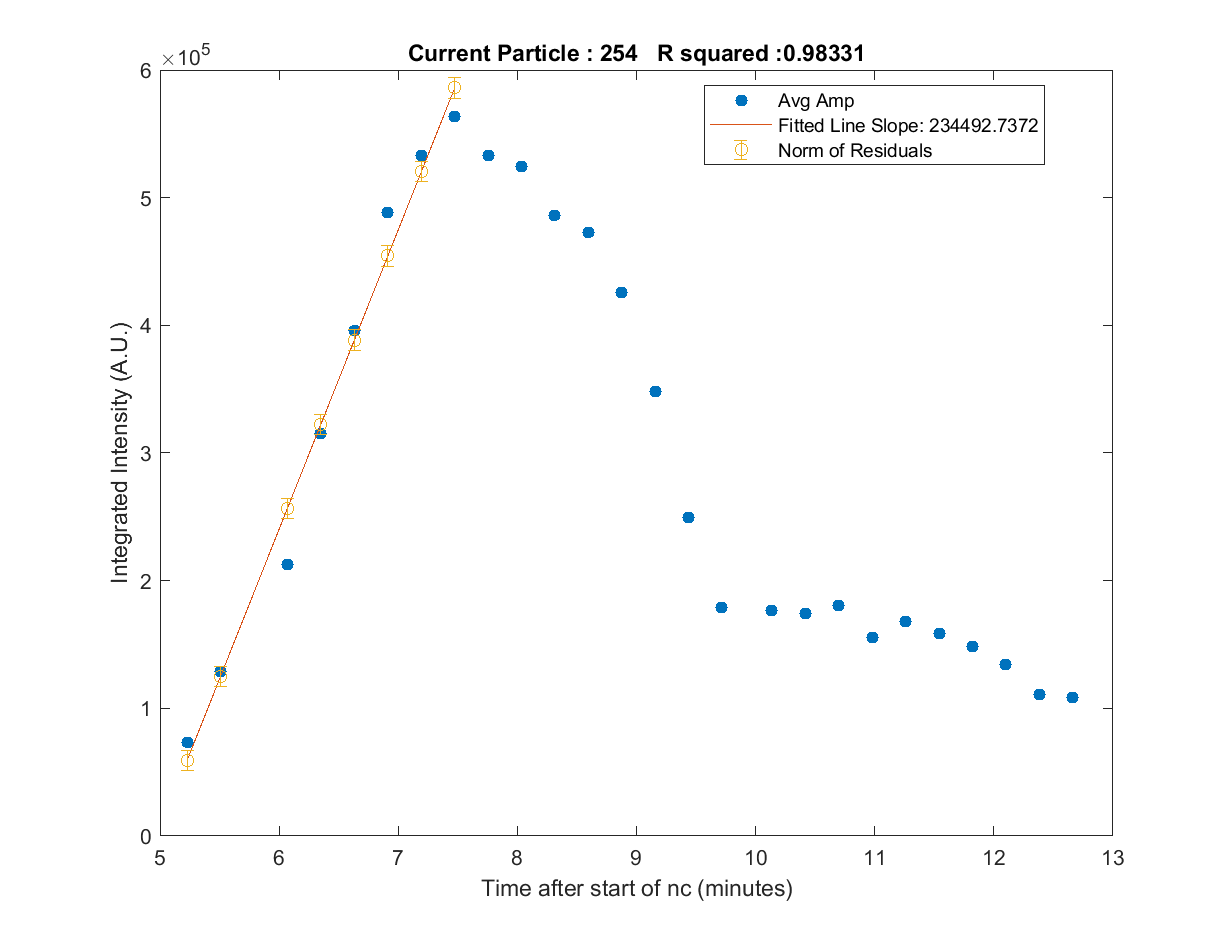 Current Particle : 254   R squared :0.98331
×10^5
6
5
4
3
2
1
0
5 6 7 8 9 10 11 12 13
Integrated Intensity (A.U.)
Time after start of nc (minutes)
Avg Amp
Fitted Line Slope: 234492.7372
Norm of Residuals